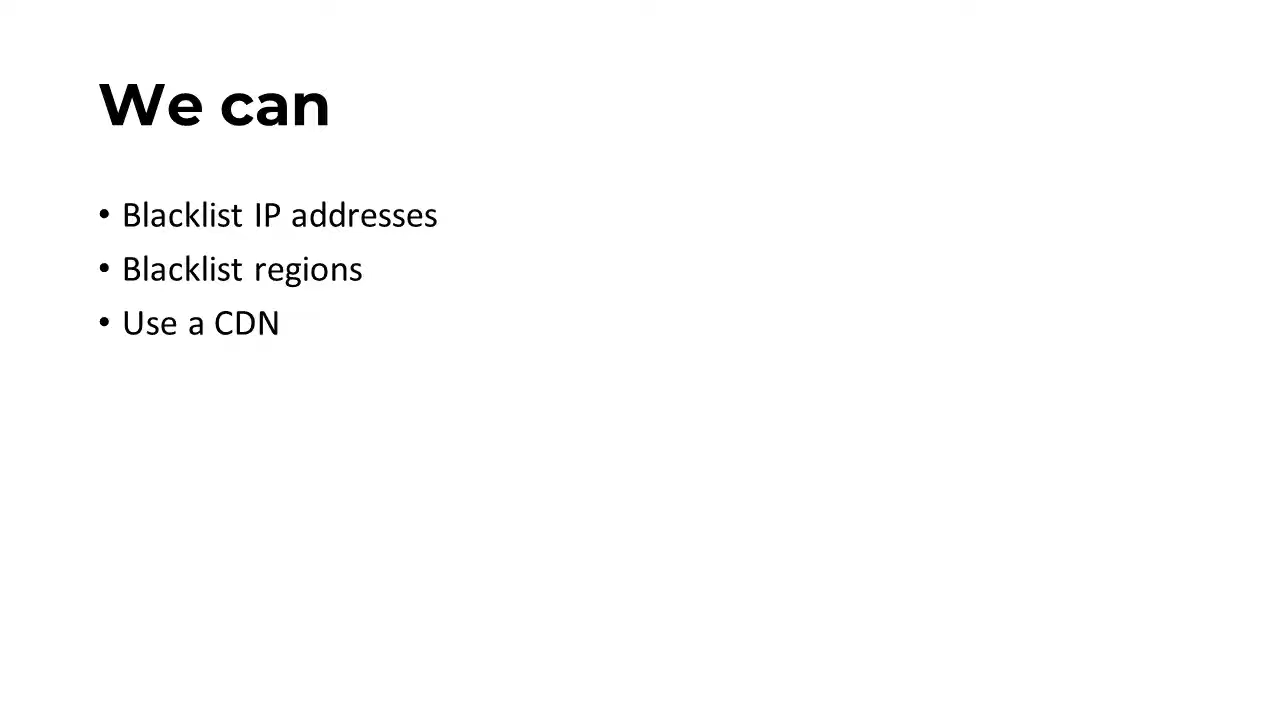 We can
• Blacklist IP addresses
• Blacklist regions
• Use a CDN